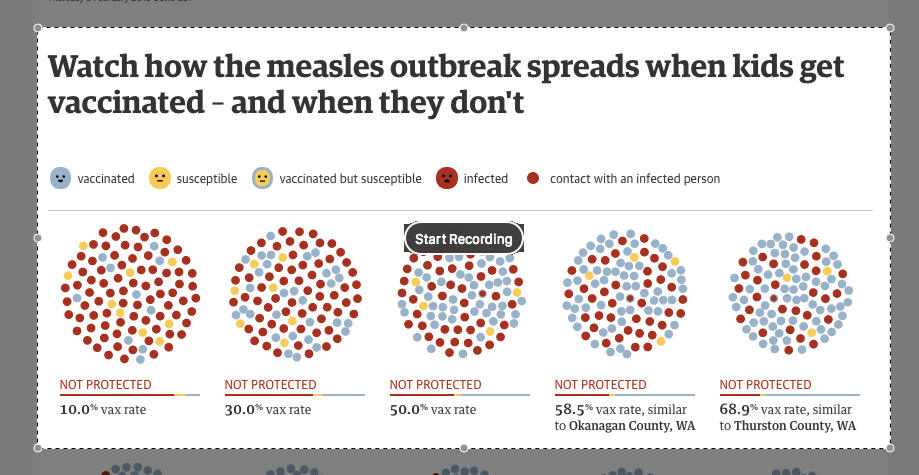 Watch how the measles outbreak spreads when kids get
vaccinated – and when they don't
vaccinated
susceptible
vaccinated but susceptible
infected
contact with an infected person
Start Recording
NOT PROTECTED
10.0% vax rate
NOT PROTECTED
30.0% vax rate
NOT PROTECTED
50.0% vax rate
NOT PROTECTED
58.5% vax rate, similar
to Okanagan County, WA
NOT PROTECTED
68.9% vax rate, similar
to Thurston County, WA